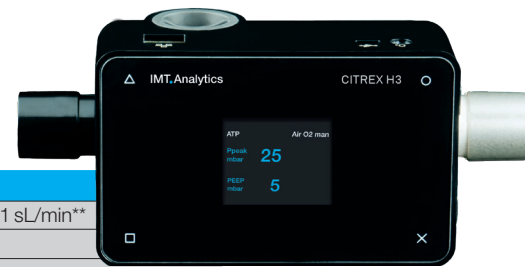 IMT.Analytics CITREX H3
ATP Air O2 man
Ppeak 25
mbar
PEEP 5
mbar
1 sL/min**